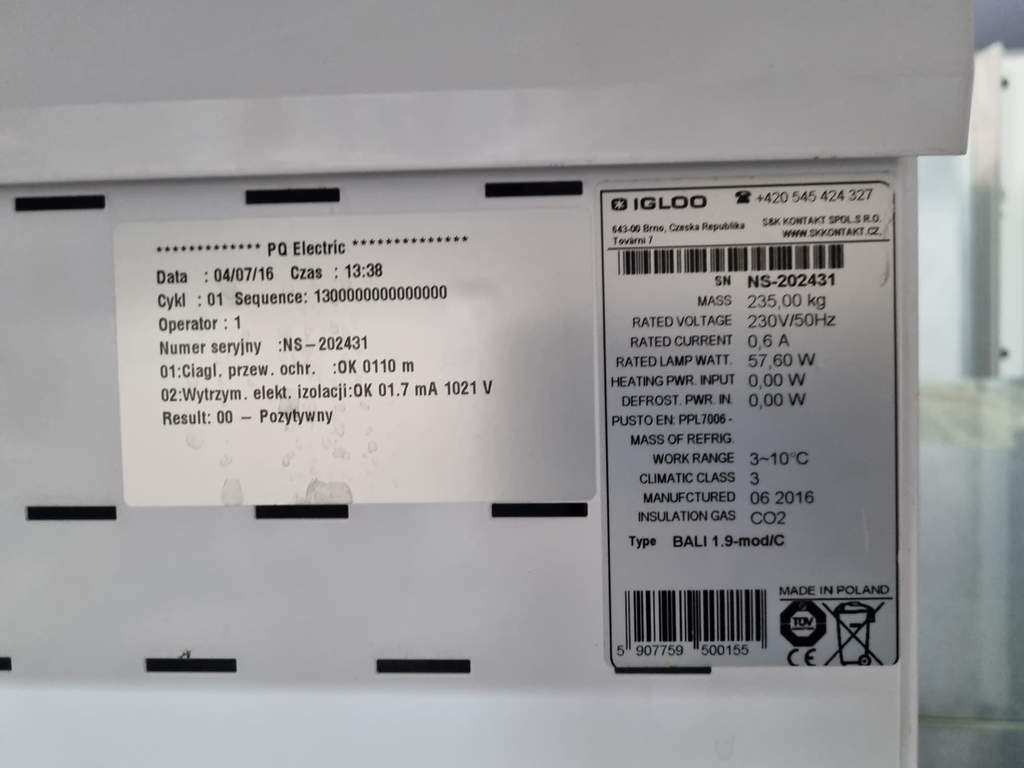 ************* PQ Electric **************
Data : 04/07/16 Czas : 13:38
Cykl : 01 Sequence: 1300000000000000
Operator : 1
Numer seryjny :NS-202431
01:Ciagl. przew. ochr. :OK 0110 m
02:Wytrzym. elekt. izolacji:OK 01.7 mA 1021 V
Result: 00 - Pozytywny
IGLOO ☎ +420 545 424 327
643-00 Brno, Czeska Republika S&K KONTAKT SPOL.S R.O.
Tovární 7 WWW.SKKONTAKT.CZ,
SN NS-202431
MASS 235,00 kg
RATED VOLTAGE 230V/50Hz
RATED CURRENT 0,6 A
RATED LAMP WATT. 57,60 W
HEATING PWR. INPUT 0,00 W
DEFROST. PWR. IN. 0,00 W
PUSTO EN: PPL7006 -
MASS OF REFRIG.
WORK RANGE 3~10°C
CLIMATIC CLASS 3
MANUFCTURED 06 2016
INSULATION GAS CO2
Type BALI 1.9-mod/C
MADE IN POLAND
TÜV
CE
5 907759 500155